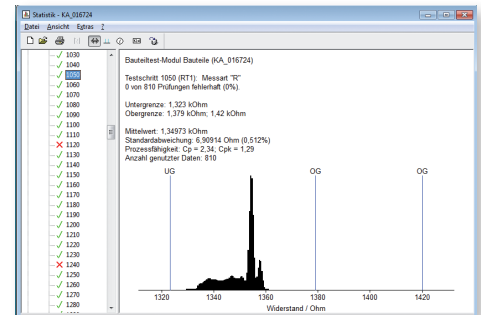 Statistik - KA_016724
Datei Ansicht Extras ?
1030
1040
1050
1060
1070
1080
1090
1100
1110
1120
1130
1140
1150
1160
1170
1180
1190
1200
1210
1220
1230
1240
1250
1260
1270
1280
Bauteiltest-Modul Bauteile (KA_016724)
Testschritt 1050 (RT1): Messart "R"
0 von 810 Prüfungen fehlerhaft (0%).
Untergrenze: 1,323 kOhm
Obergrenze: 1,379 kOhm; 1,42 kOhm
Mittelwert: 1,34973 kOhm
Standardabweichung: 6,90914 Ohm (0,512%)
Prozessfähigkeit: Cp = 2,34; Cpk = 1,29
Anzahl genutzter Daten: 810
UG OG OG
1320 1340 1360 1380 1400 1420
Widerstand / Ohm